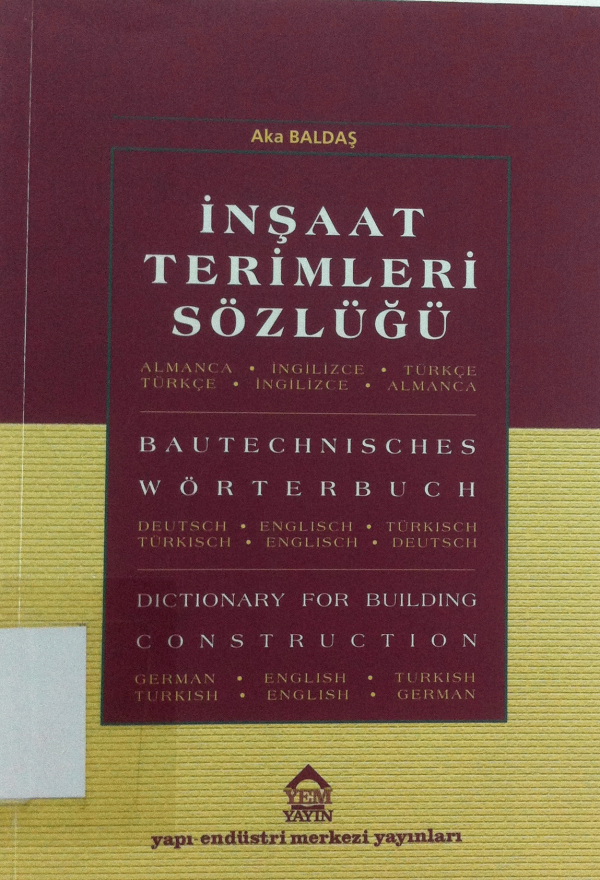 Aka BALDAŞ
İNŞAAT
TERİMLERİ
SÖZLÜĞÜ
ALMANCA • İNGİLİZCE • TÜRKÇE
TÜRKÇE • İNGİLİZCE • ALMANCA
BAUTECHNISCHES
WÖRTERBUCH
DEUTSCH • ENGLISCH • TÜRKISCH
TÜRKISCH • ENGLISCH • DEUTSCH
DICTIONARY FOR BUILDING
CONSTRUCTION
GERMAN • ENGLISH • TURKISH
TURKISH • ENGLISH • GERMAN
YEM
YAYIN
yapı-endüstri merkezi yayınları